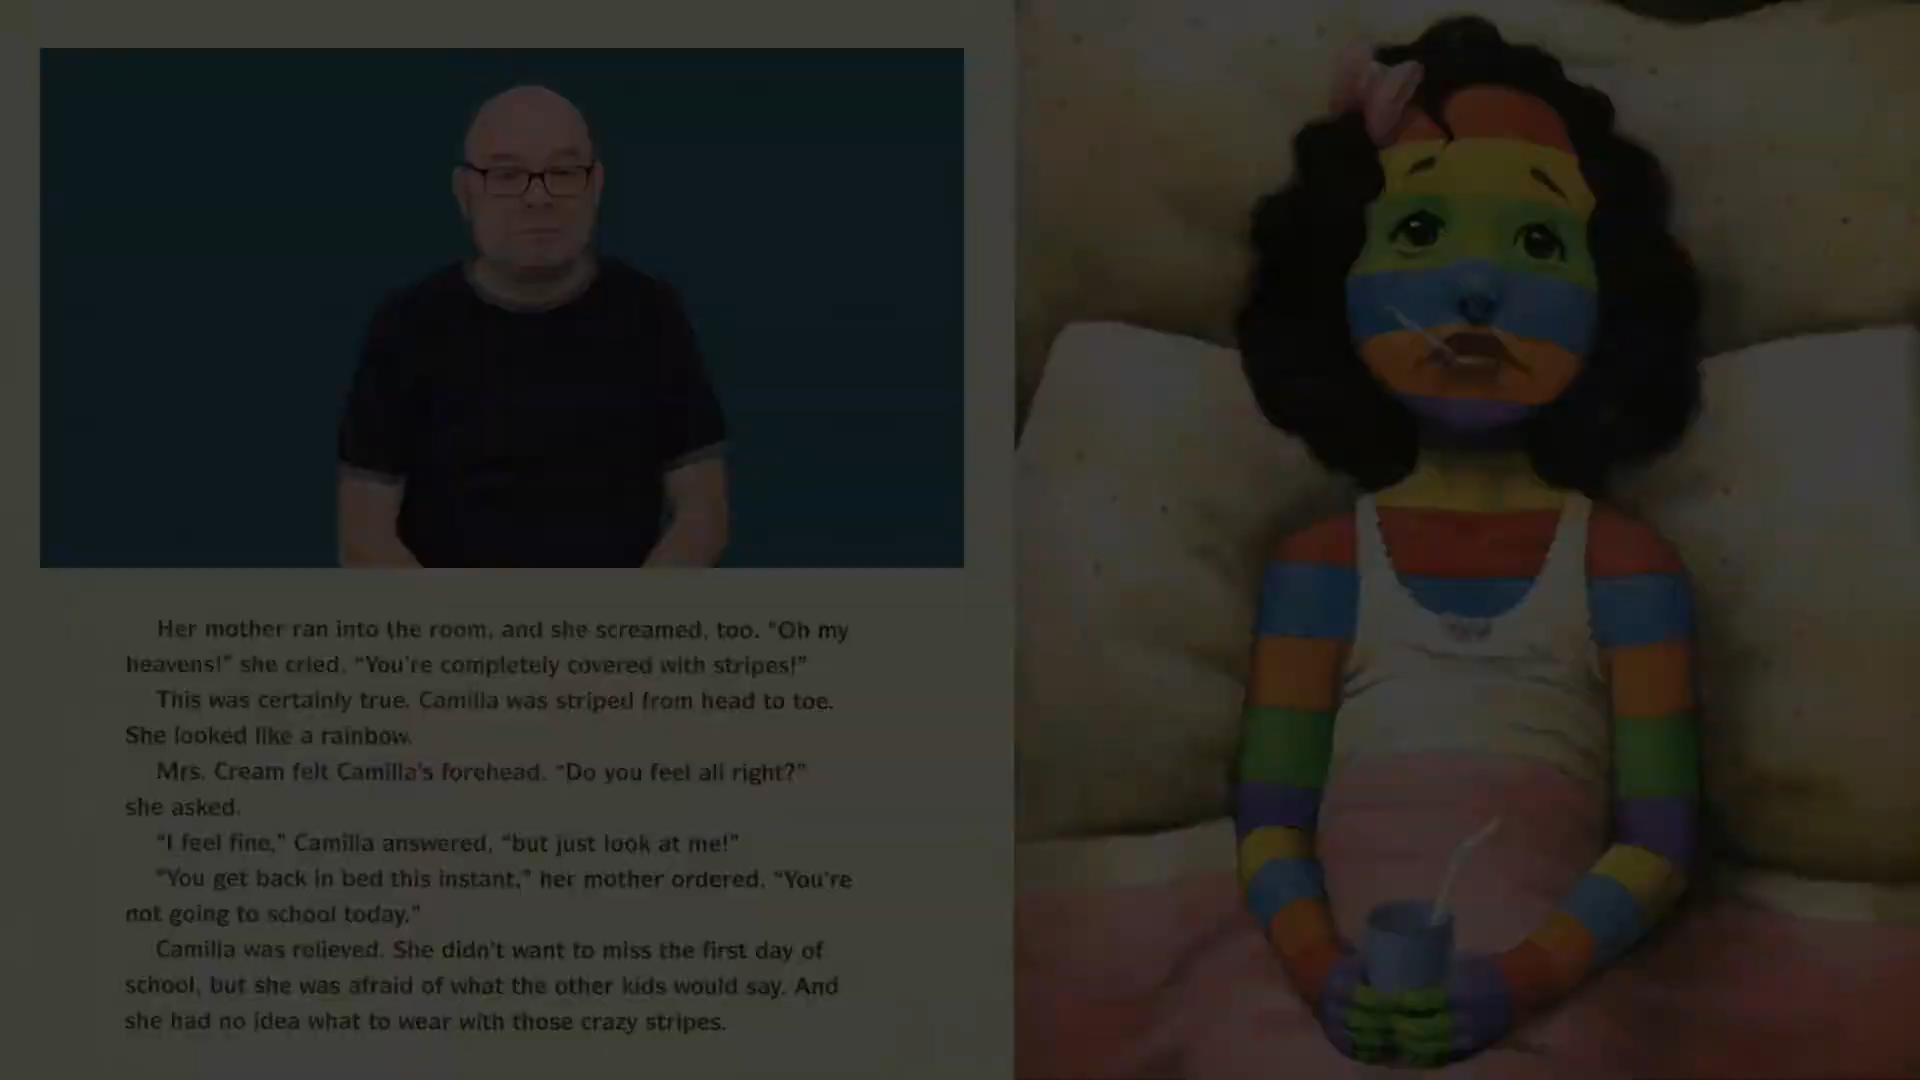 Her mother ran into the room, and she screamed, too. “Oh my
heavens!” she cried. “You’re completely covered with stripes!”
This was certainly true. Camilla was striped from head to toe.
She looked like a rainbow.
Mrs. Cream felt Camilla’s forehead. “Do you feel all right?”
she asked.
“I feel fine,” Camilla answered, “but just look at me!”
“You get back in bed this instant,” her mother ordered. “You’re
not going to school today.”
Camilla was relieved. She didn’t want to miss the first day of
school, but she was afraid of what the other kids would say. And
she had no idea what to wear with those crazy stripes.